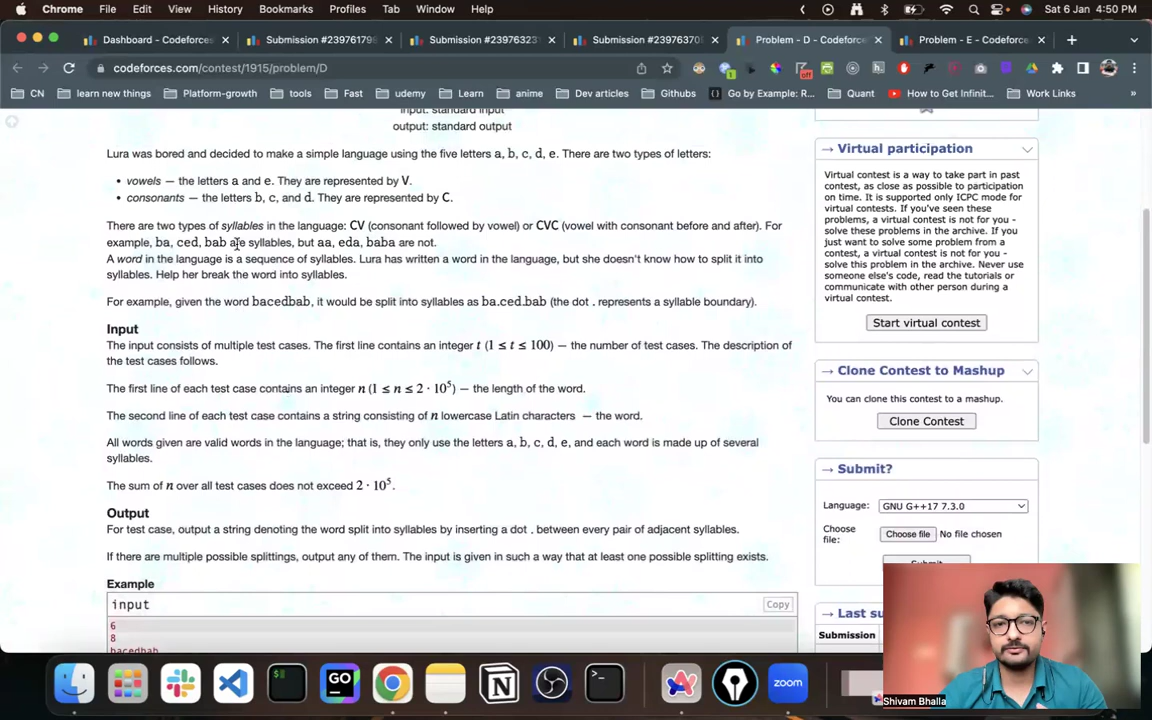 Chrome File Edit View History Bookmarks Profiles Tab Window Help Sat 6 Jan 4:50 PM
Dashboard - Codeforces Submission #239761799 Submission #23976323 Submission #23976370 Problem - D - Codeforces Problem - E - Codeforces
codeforces.com/contest/1915/problem/D
CN learn new things Platform-growth tools Fast udemy Learn anime Dev articles Githubs Go by Example: R... Quant How to Get Infinit... Work Links
input: standard input
output: standard output
Lura was bored and decided to make a simple language using the five letters a, b, c, d, e. There are two types of letters:
• vowels — the letters a and e. They are represented by V.
• consonants — the letters b, c, and d. They are represented by C.
There are two types of syllables in the language: CV (consonant followed by vowel) or CVC (vowel with consonant before and after). For
example, ba, ced, bab are syllables, but aa, eda, baba are not.
A word in the language is a sequence of syllables. Lura has written a word in the language, but she doesn't know how to split it into
syllables. Help her break the word into syllables.
For example, given the word bacedbab, it would be split into syllables as ba.ced.bab (the dot . represents a syllable boundary).
Input
The input consists of multiple test cases. The first line contains an integer t (1 ≤ t ≤ 100) — the number of test cases. The description of
the test cases follows.
The first line of each test case contains an integer n (1 ≤ n ≤ 2 · 10⁵) — the length of the word.
The second line of each test case contains a string consisting of n lowercase Latin characters — the word.
All words given are valid words in the language; that is, they only use the letters a, b, c, d, e, and each word is made up of several
syllables.
The sum of n over all test cases does not exceed 2 · 10⁵.
Output
For test case, output a string denoting the word split into syllables by inserting a dot . between every pair of adjacent syllables.
If there are multiple possible splittings, output any of them. The input is given in such a way that at least one possible splitting exists.
Example
input
Copy
6
8
bacedbab
→ Virtual participation
Virtual contest is a way to take part in past
contest, as close as possible to participation
on time. It is supported only ICPC mode for
virtual contests. If you've seen these
problems, a virtual contest is not for you -
solve these problems in the archive. If you
just want to solve some problem from a
contest, a virtual contest is not for you -
solve this problem in the archive. Never use
someone else's code, read the tutorials or
communicate with other person during a
virtual contest.
Start virtual contest
→ Clone Contest to Mashup
You can clone this contest to a mashup.
Clone Contest
→ Submit?
Language: GNU G++17 7.3.0
Choose
file: Choose file No file chosen
Submit
→ Last su
Submission
GO
zoom
Shivam Bhalla